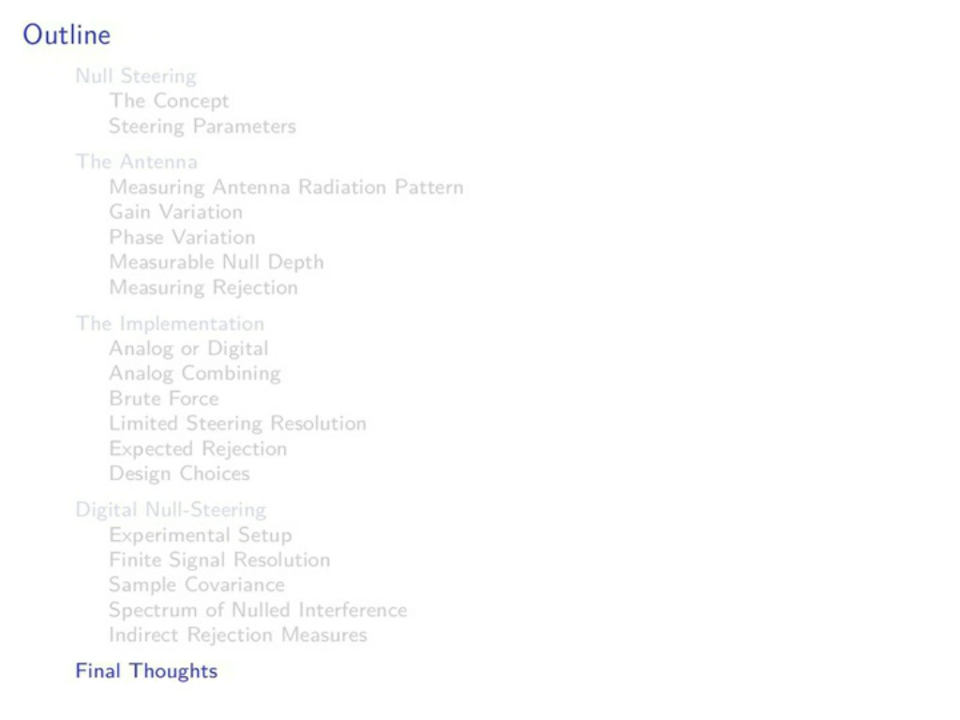 Outline
Null Steering
The Concept
Steering Parameters
The Antenna
Measuring Antenna Radiation Pattern
Gain Variation
Phase Variation
Measurable Null Depth
Measuring Rejection
The Implementation
Analog or Digital
Analog Combining
Brute Force
Limited Steering Resolution
Expected Rejection
Design Choices
Digital Null-Steering
Experimental Setup
Finite Signal Resolution
Sample Covariance
Spectrum of Nulled Interference
Indirect Rejection Measures
Final Thoughts